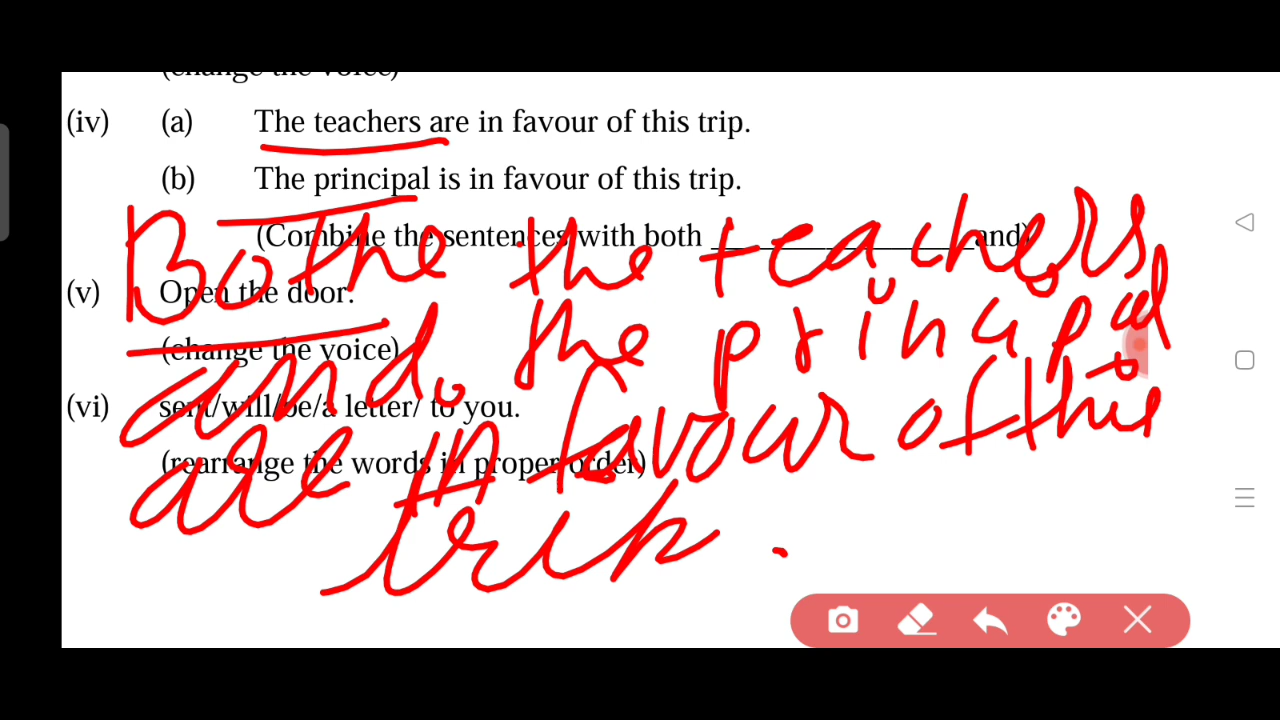 (change the voice)
(iv) (a) The teachers are in favour of this trip.
(b) The principal is in favour of this trip.
(Combine the sentences with both __________________and)
Bothe the teachers,
(v) Open the door.
and, the principal
(change the voice)
(vi) sent/will/be/a letter/ to you.
are in favour of this
(rearrange the words in proper order)
trip.